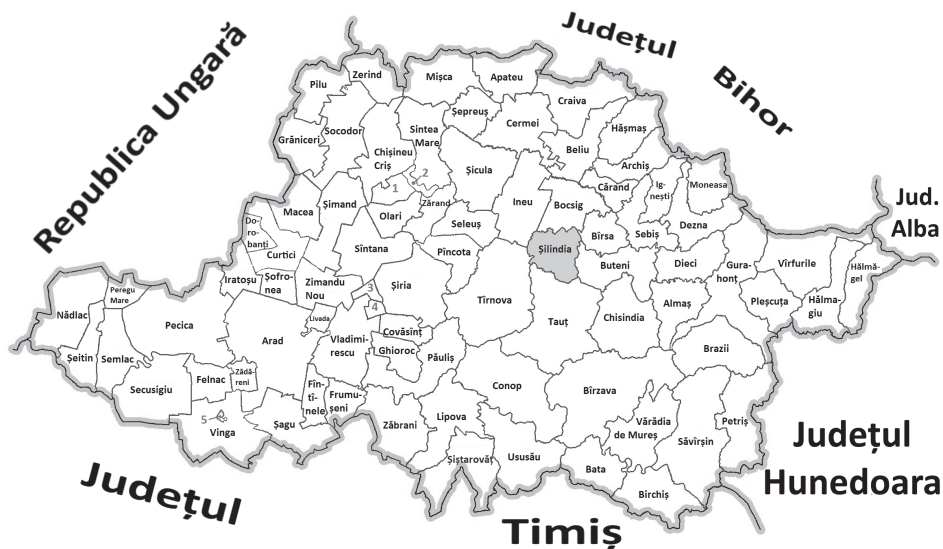 Republica Ungară
Județul
Bihor
Jud.
Alba
Județul
Hunedoara
Județul
Timiș
Pilu
Zerind
Mișca
Apateu
Craiva
Șepreuș
Socodor
Sintea
Mare
Cermei
Hășmaș
Grăniceri
Chișineu
Criș
Beliu
Archiș
2
Șicula
1
Cărand
Ig-
nești
Moneasa
Macea
Șimand
Zărand
Ineu
Bocsig
Olari
Seleuș
Do-
ro-
banți
Bîrsa
Sebiș
Dezna
Curtici
Sîntana
Pîncota
Șilindia
Buteni
Dieci
Gura-
honț
Vîrfurile
Hălmă-
gel
Iratoșu
Șofro-
nea
Zimandu
Nou
3
Șiria
Peregu
Mare
Tîrnova
4
Almaș
Pleșcuța
Hălma-
giu
Nădlac
Livada
Chisindia
Pecica
Tauț
Arad
Covăsînț
Vladimi-
rescu
Ghioroc
Păuliș
Brazii
Șeitin
Semlac
Zădă-
reni
Felnac
Secusigiu
Fîn-
tî-
nele
Frumu-
șeni
Conop
Bîrzava
5
Vinga
Șagu
Zăbrani
Lipova
Vărădia
de Mureș
Petriș
Săvîrșin
Șiștarovăț
Ususău
Bata
Birchiș